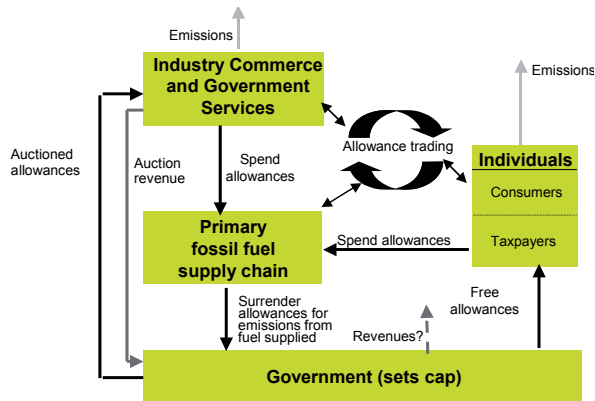 Emissions
Industry Commerce
and Government
Services
Emissions
Allowance trading
Auctioned
allowances
Auction
revenue
Spend
allowances
Individuals
Consumers
Taxpayers
Primary
fossil fuel
supply chain
Spend allowances
Surrender
allowances for
emissions from
fuel supplied
Free
allowances
Revenues?
Government (sets cap)